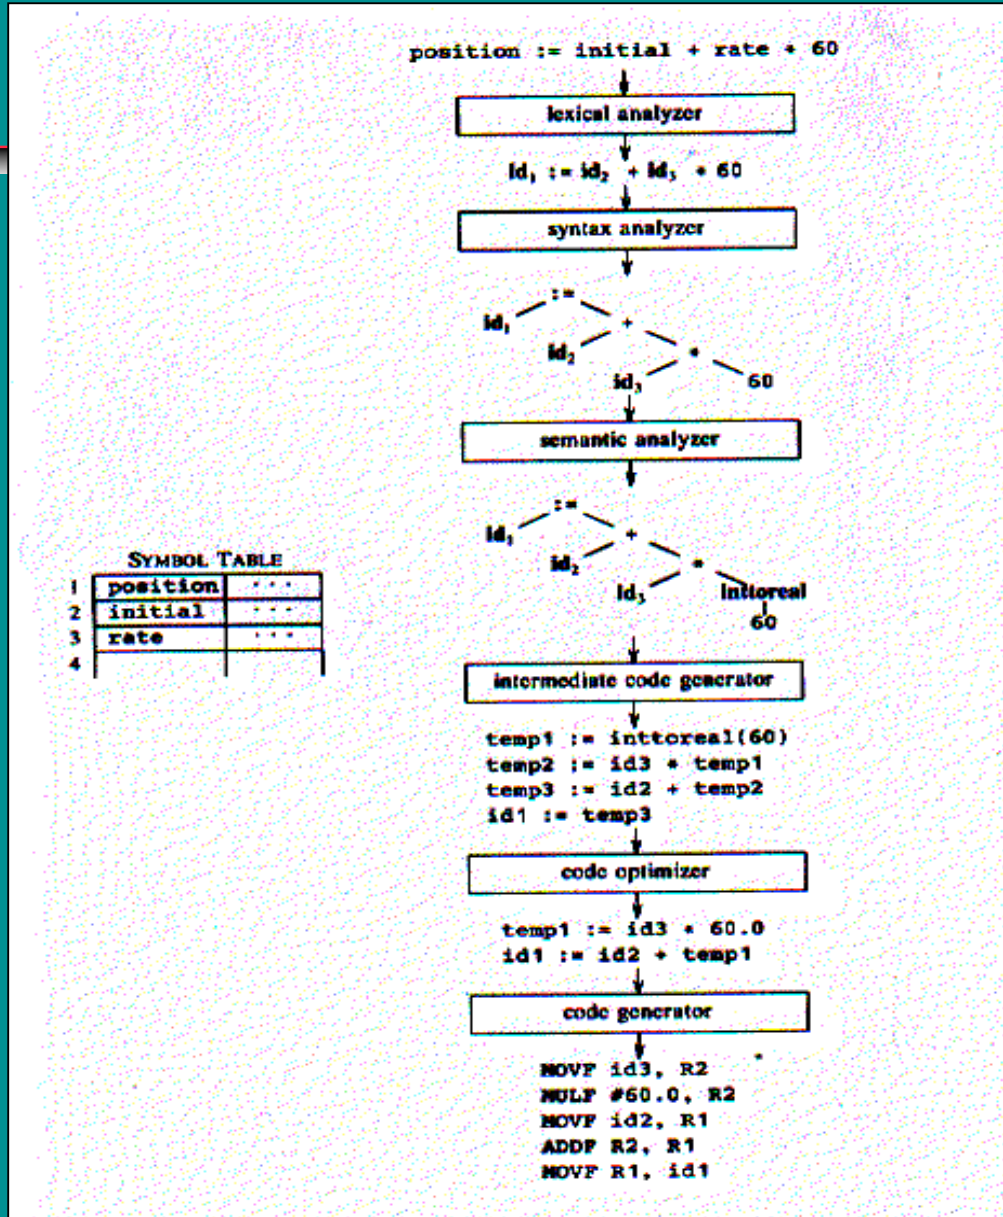 position := initial + rate * 60
lexical analyzer
id₁ := id₂ + id₃ * 60
syntax analyzer
:=
id₁ +
id₂ *
id₃ 60
semantic analyzer
:=
id₁ +
id₂ *
id₃ inttoreal
60
SYMBOL TABLE
1 position ...
2 initial ...
3 rate ...
4
intermediate code generator
temp1 := inttoreal(60)
temp2 := id3 * temp1
temp3 := id2 + temp2
id1 := temp3
code optimizer
temp1 := id3 * 60.0
id1 := id2 + temp1
code generator
MOVF id3, R2
MULF #60.0, R2
MOVF id2, R1
ADDF R2, R1
MOVF R1, id1